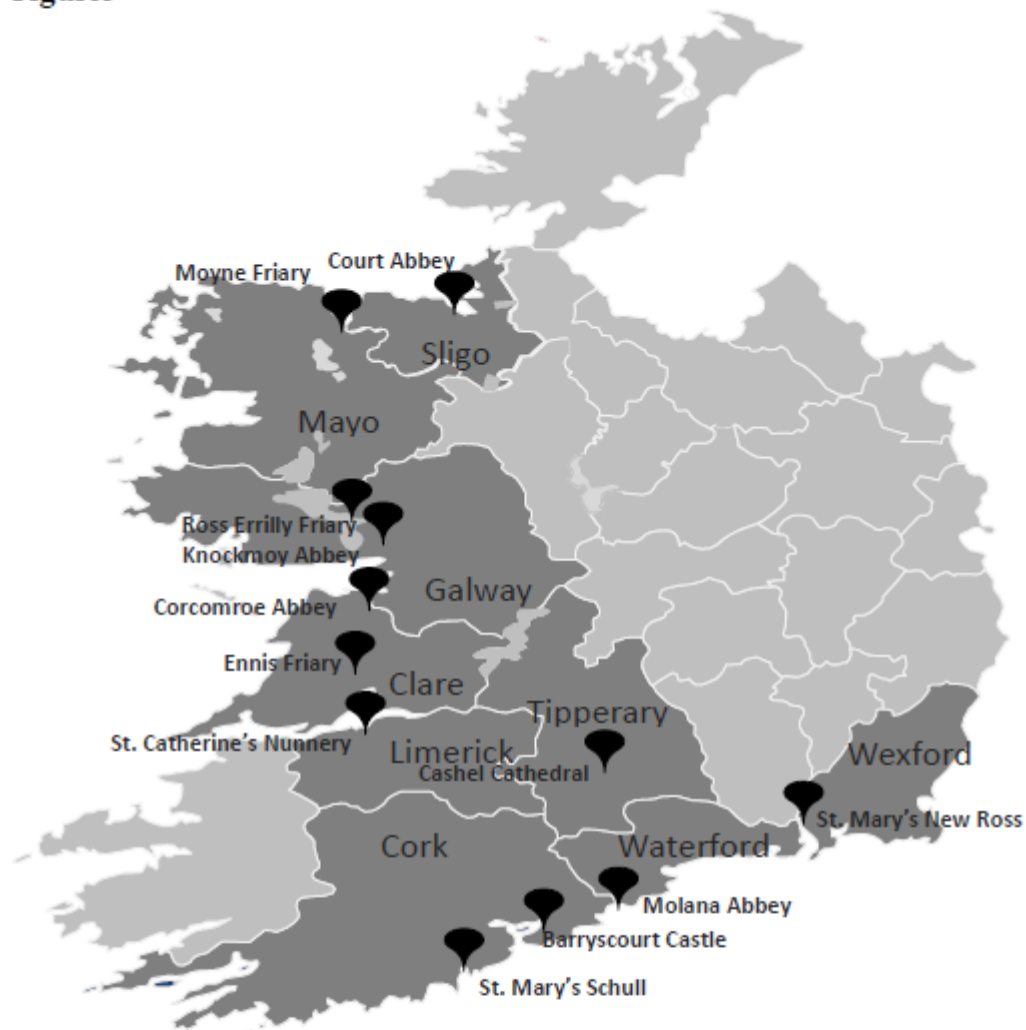 Court Abbey
Moyne Friary
Sligo
Mayo
Ross Errilly Friary
Knockmoy Abbey
Galway
Corcomroe Abbey
Ennis Friary
Clare
Tipperary
St. Catherine's Nunnery
Limerick
Wexford
Cashel Cathedral
St. Mary's New Ross
Cork
Waterford
Molana Abbey
Barryscourt Castle
St. Mary's Schull